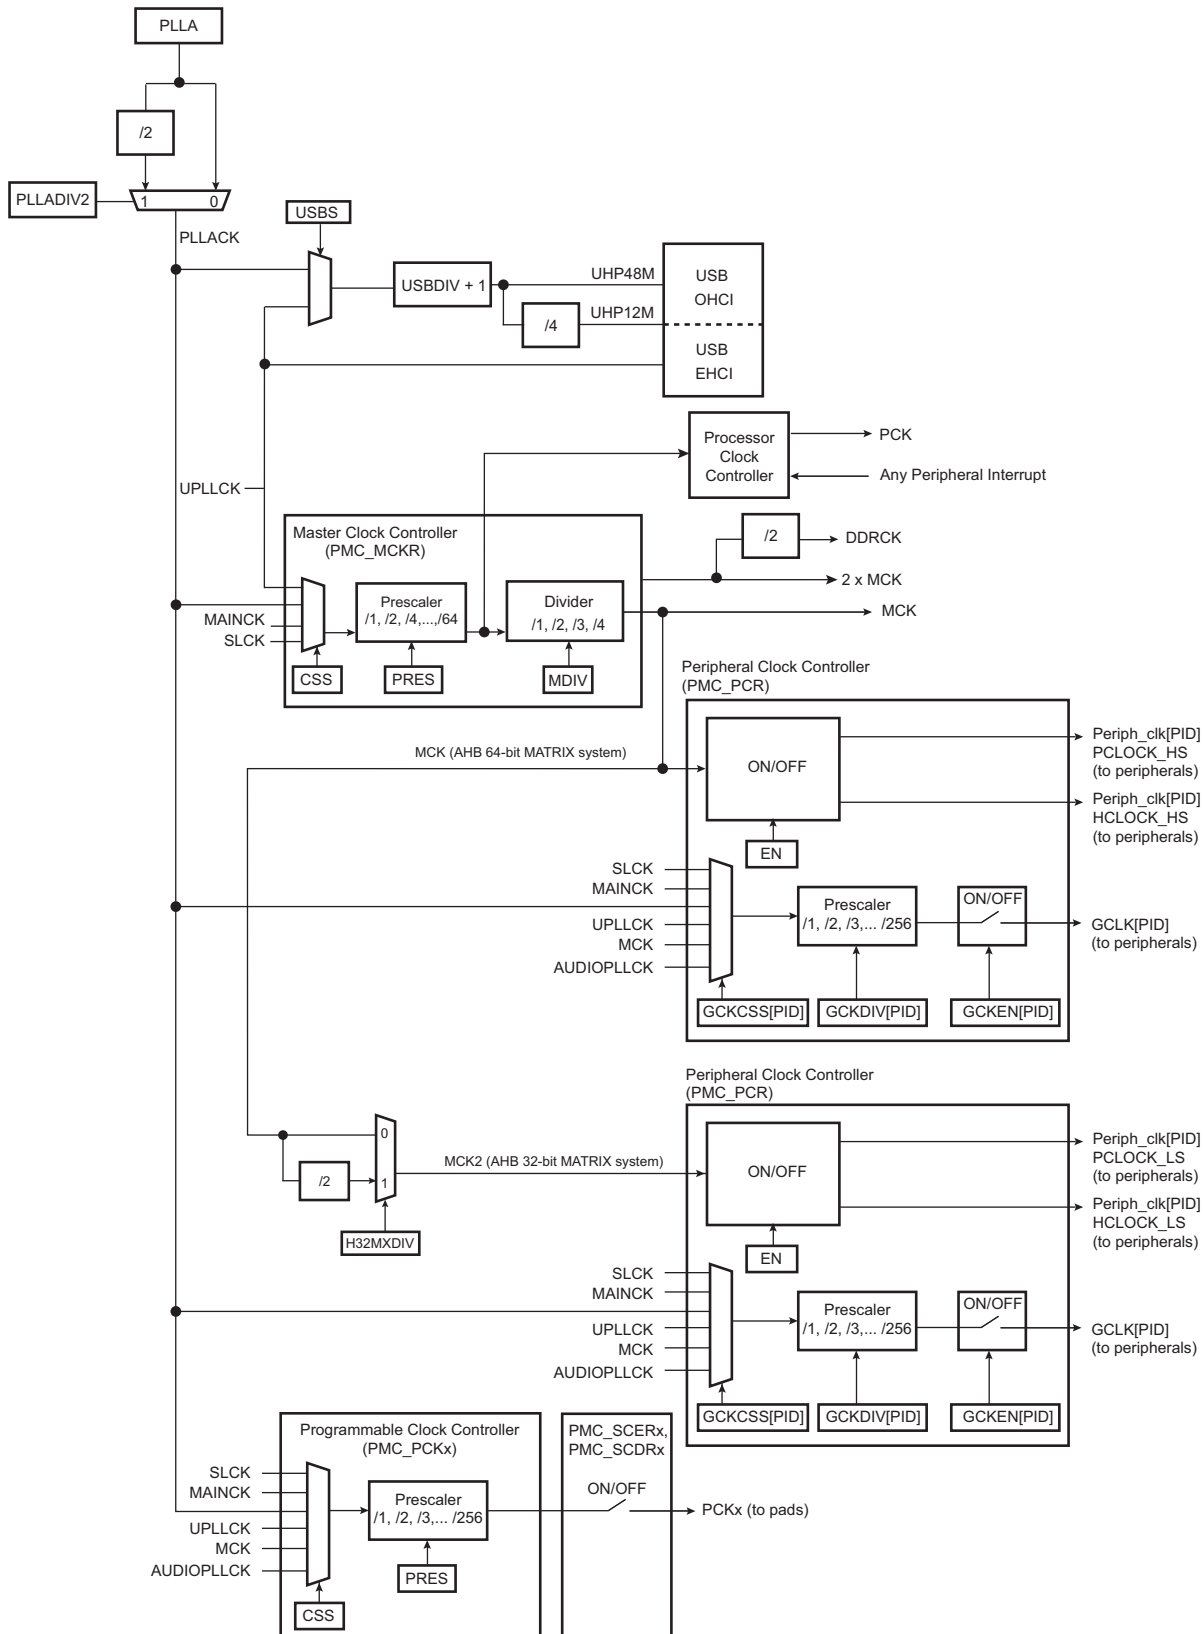 PLLA
/2
PLLADIV2
1
0
PLLACK
USBS
USBDIV + 1
UHP48M
/4
UHP12M
USB
OHCI
USB
EHCI
UPLLCK
Processor
Clock
Controller
PCK
Any Peripheral Interrupt
/2
DDRCK
2 x MCK
MCK
Master Clock Controller
(PMC_MCKR)
MAINCK
SLCK
Prescaler
/1, /2, /4,...,/64
Divider
/1, /2, /3, /4
CSS
PRES
MDIV
Peripheral Clock Controller
(PMC_PCR)
MCK (AHB 64-bit MATRIX system)
ON/OFF
EN
Periph_clk[PID]
PCLOCK_HS
(to peripherals)
Periph_clk[PID]
HCLOCK_HS
(to peripherals)
SLCK
MAINCK
UPLLCK
MCK
AUDIOPLLCK
Prescaler
/1, /2, /3,... /256
ON/OFF
GCLK[PID]
(to peripherals)
GCKCSS[PID]
GCKDIV[PID]
GCKEN[PID]
Peripheral Clock Controller
(PMC_PCR)
0
1
/2
H32MXDIV
MCK2 (AHB 32-bit MATRIX system)
ON/OFF
EN
Periph_clk[PID]
PCLOCK_LS
(to peripherals)
Periph_clk[PID]
HCLOCK_LS
(to peripherals)
SLCK
MAINCK
UPLLCK
MCK
AUDIOPLLCK
Prescaler
/1, /2, /3,... /256
ON/OFF
GCLK[PID]
(to peripherals)
GCKCSS[PID]
GCKDIV[PID]
GCKEN[PID]
Programmable Clock Controller
(PMC_PCKx)
SLCK
MAINCK
UPLLCK
MCK
AUDIOPLLCK
Prescaler
/1, /2, /3,... /256
CSS
PRES
PMC_SCERx,
PMC_SCDRx
ON/OFF
PCKx (to pads)